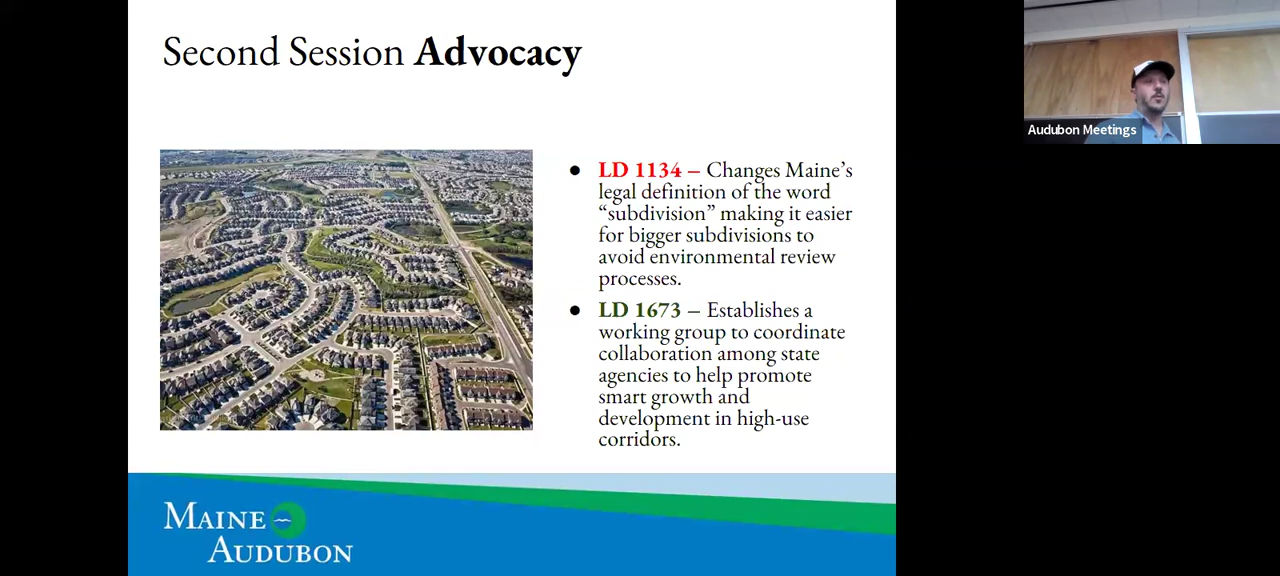 Second Session Advocacy
Audubon Meetings
● LD 1134 – Changes Maine’s
legal definition of the word
“subdivision” making it easier
for bigger subdivisions to
avoid environmental review
processes.
● LD 1673 – Establishes a
working group to coordinate
collaboration among state
agencies to help promote
smart growth and
development in high-use
corridors.
MAINE
AUDUBON